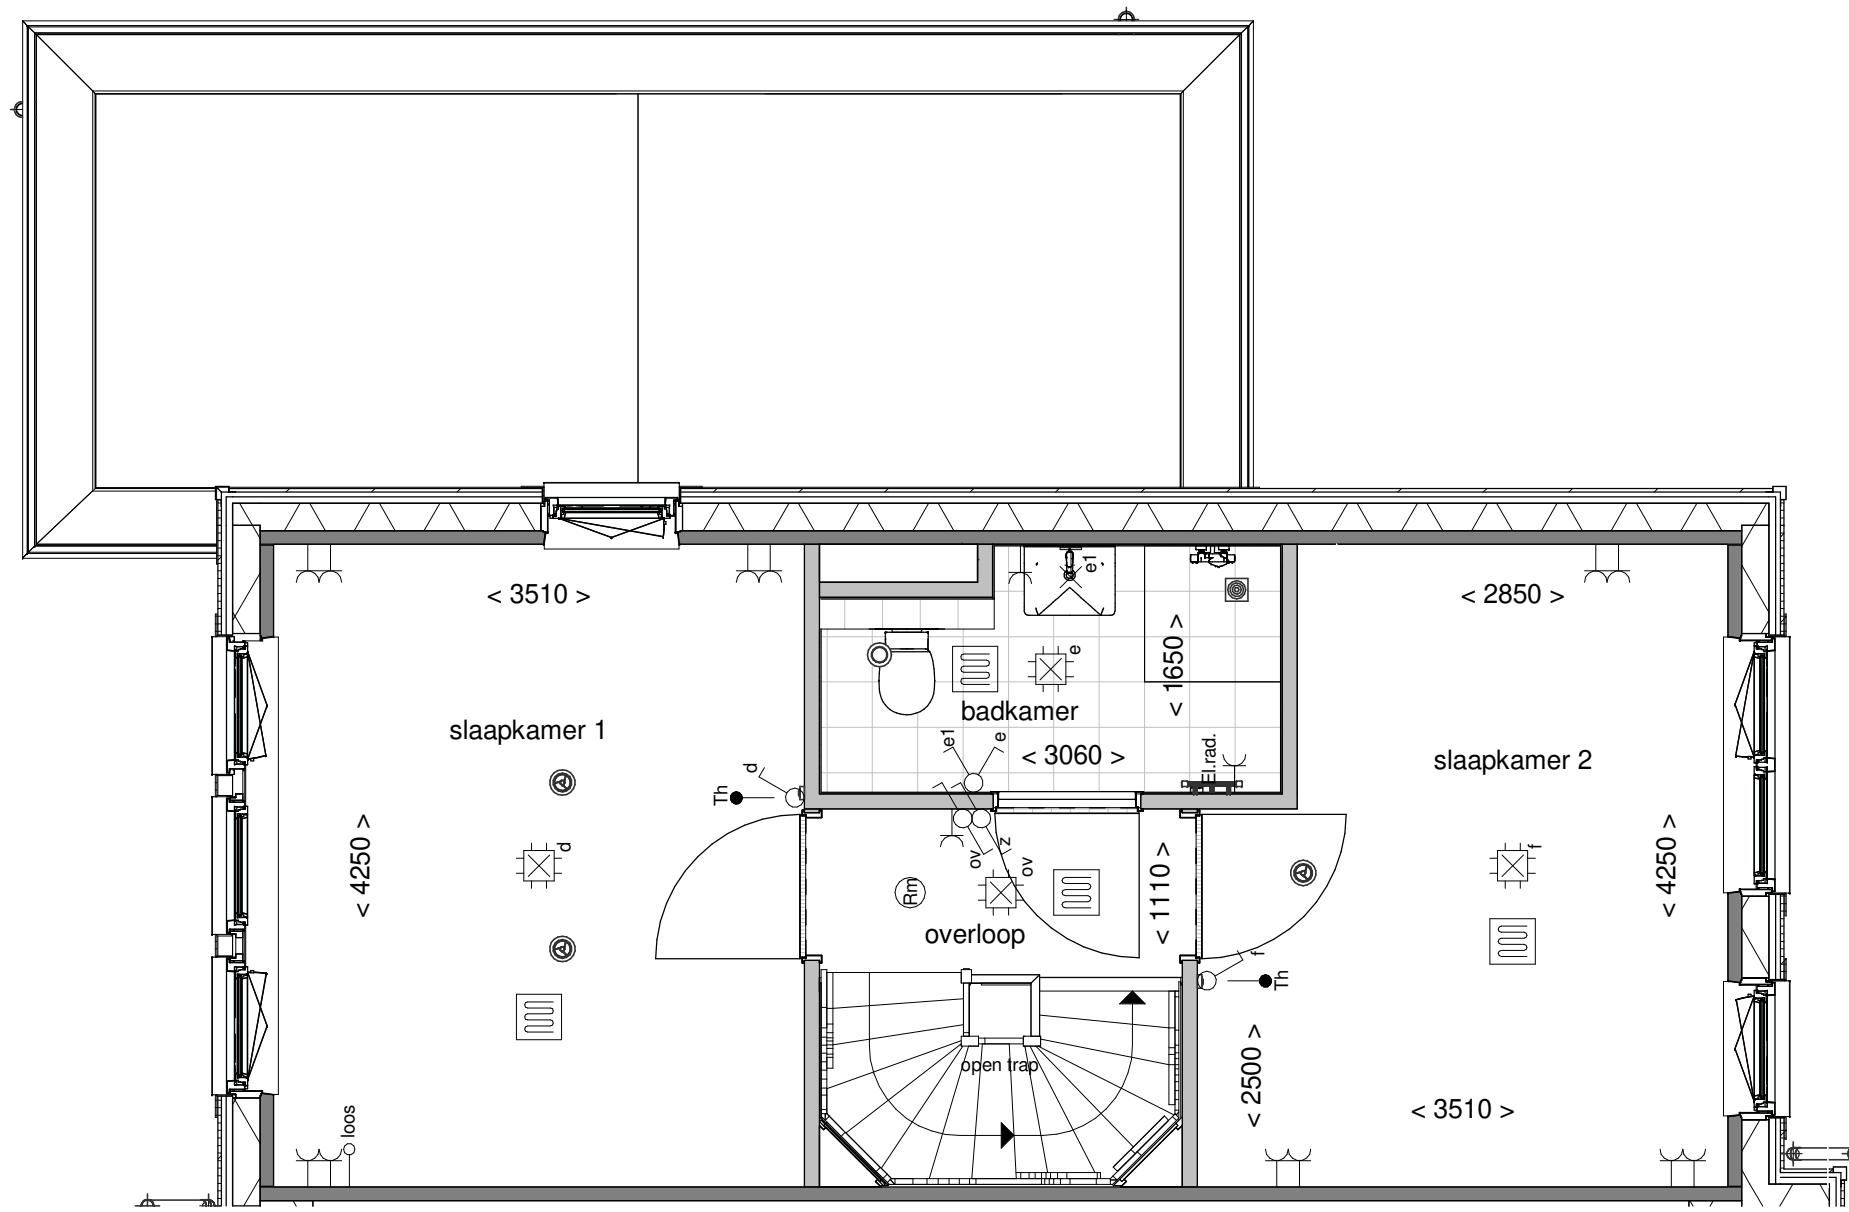 < 3510 >
< 2850 >
e1
e
< 1650 >
badkamer
slaapkamer 1
e1
e
< 3060 >
El.rad.
slaapkamer 2
d
Th
< 4250 >
d
ov
z
ov
Rm
< 1110 >
f
< 4250 >
overloop
f
Th
open trap
< 2500 >
< 3510 >
loos